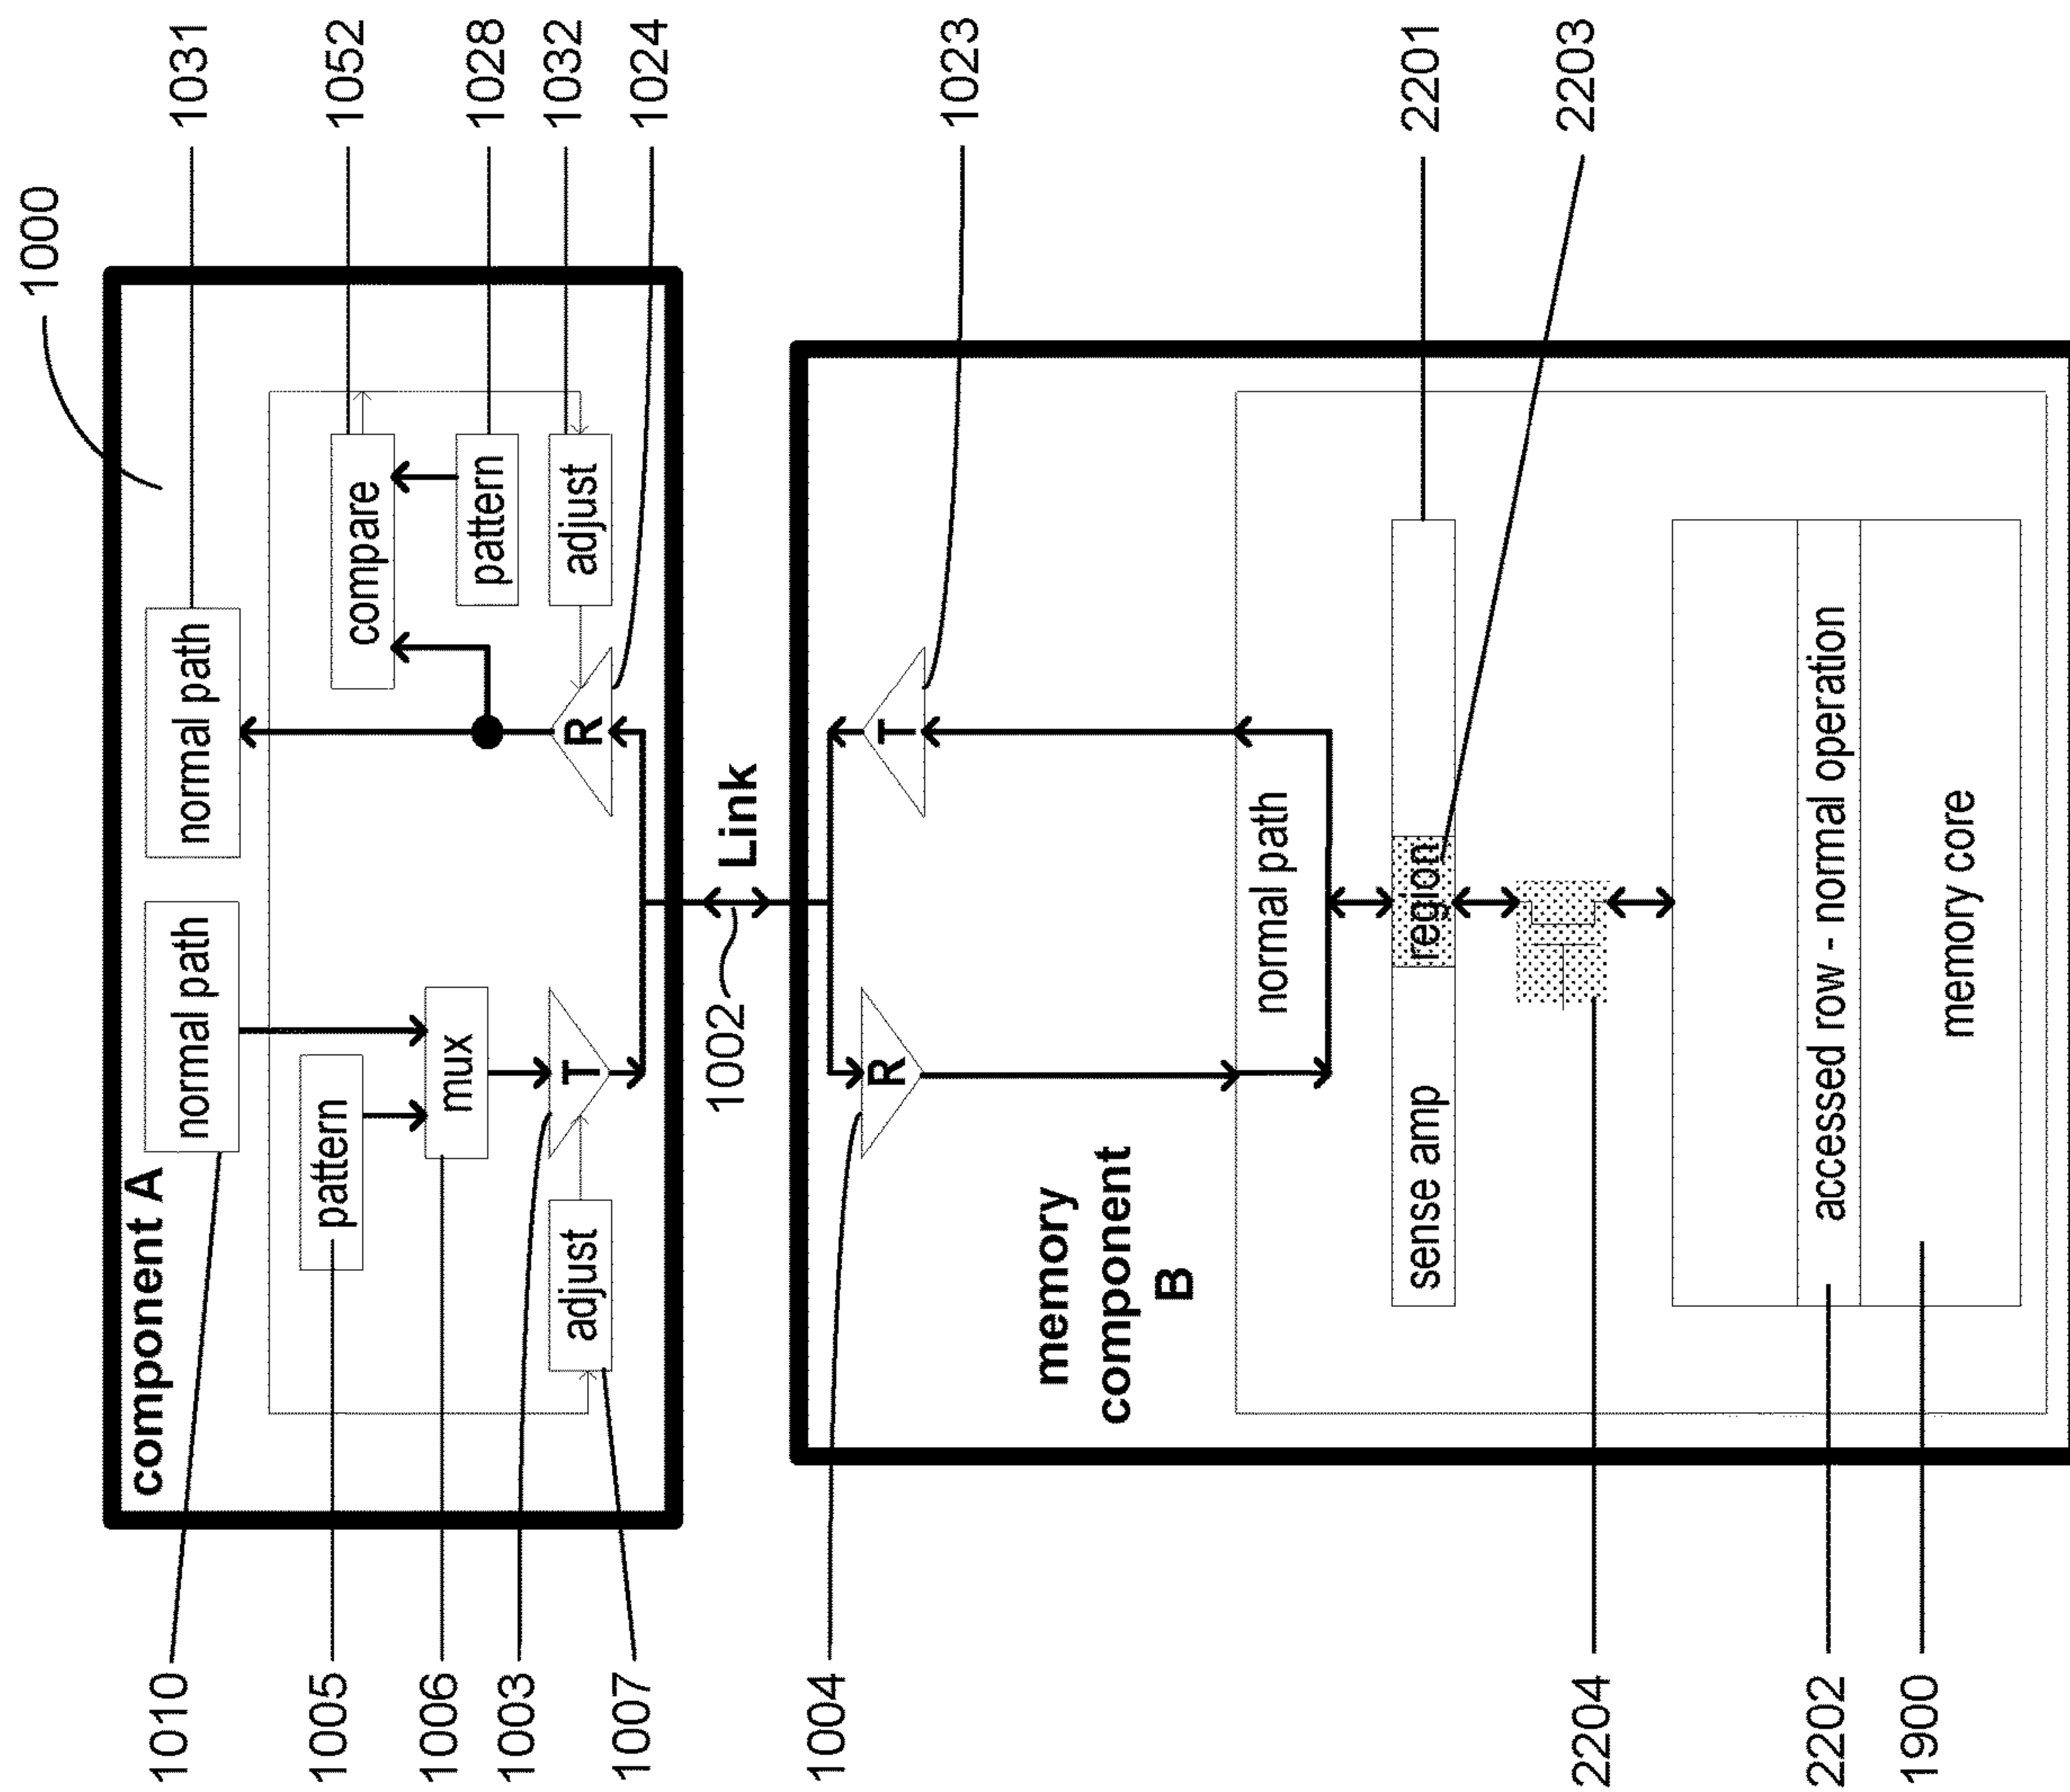 1000
component A
1010
normal path
normal path
1031
1005
pattern
compare
1052
1006
mux
pattern
1028
1003
T
R
adjust
1032
1007
adjust
1024
1002
Link
1004
R
T
1023
memory
component
B
normal path
sense amp
region
2201
2203
2204
2202
accessed row - normal operation
1900
memory core